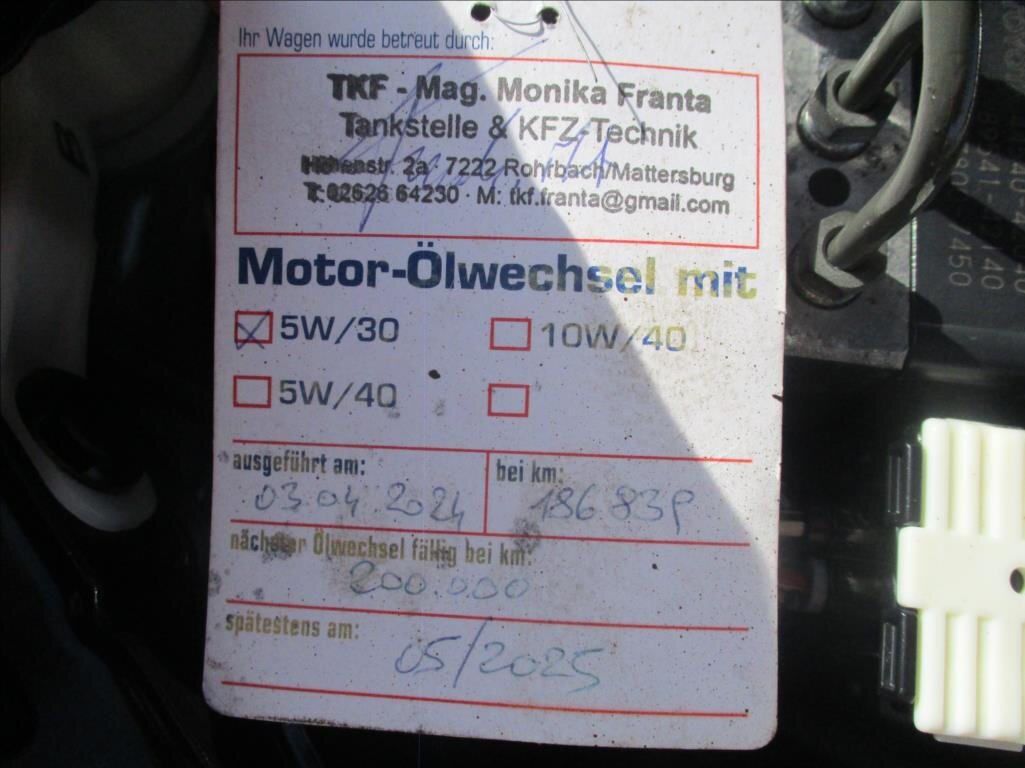 Ihr Wagen wurde betreut durch:
TKF - Mag. Monika Franta
Tankstelle & KFZ-Technik
Höhenstr. 2a 7222 Rohrbach/Mattersburg
T: 02626 64230 · M: tkf.franta@gmail.com
Motor-Ölwechsel mit
5W/30 10W/40
5W/40
ausgeführt am: bei km:
03.04.2024 186 839
nächster Ölwechsel fällig bei km:
200.000
spätestens am:
05/2025